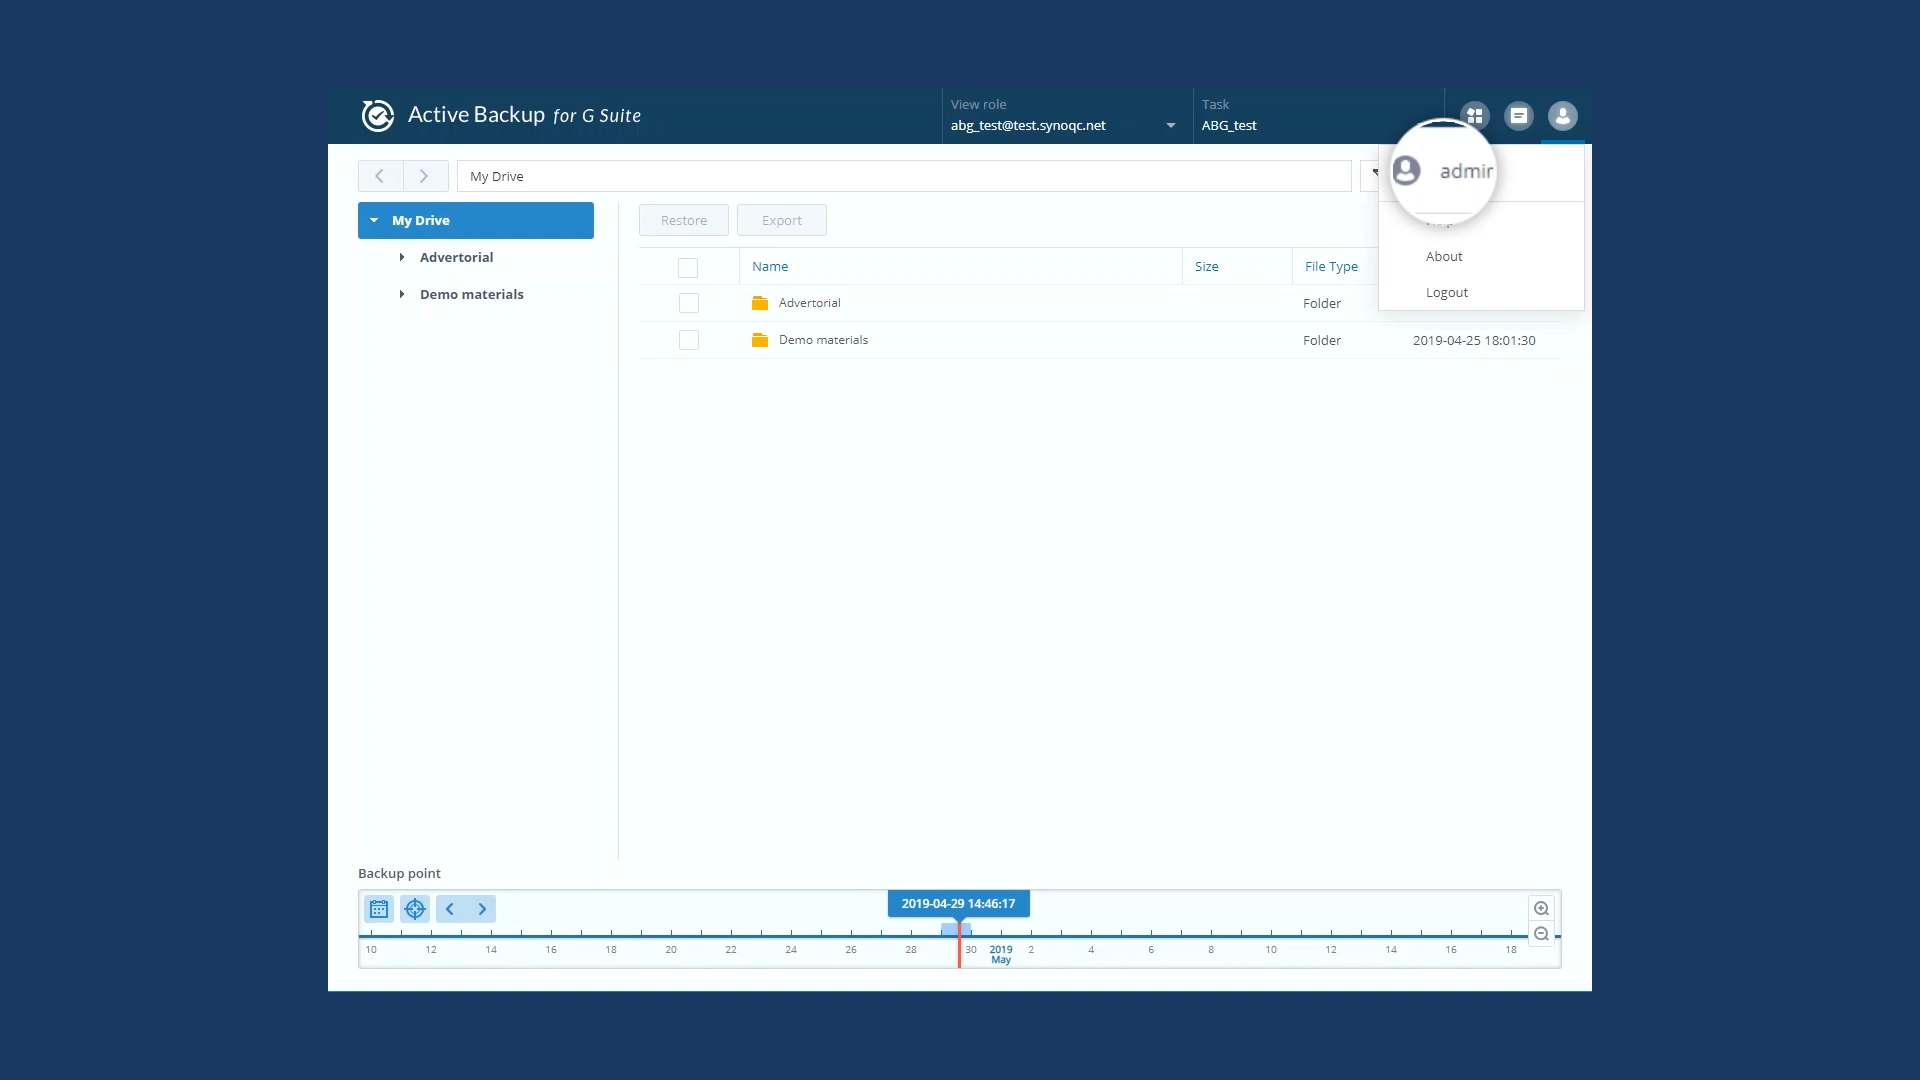 Active Backup for G Suite
View role
abg_test@test.synoqc.net
Task
ABG_test
admin
My Drive
My Drive
Advertorial
Demo materials
Restore
Export
About
Logout
Name
Size
File Type
Advertorial
Folder
Demo materials
Folder
2019-04-25 18:01:30
Backup point
2019-04-29 14:46:17
10 12 14 16 18 20 22 24 26 28 30 2019 May 2 4 6 8 10 12 14 16 18